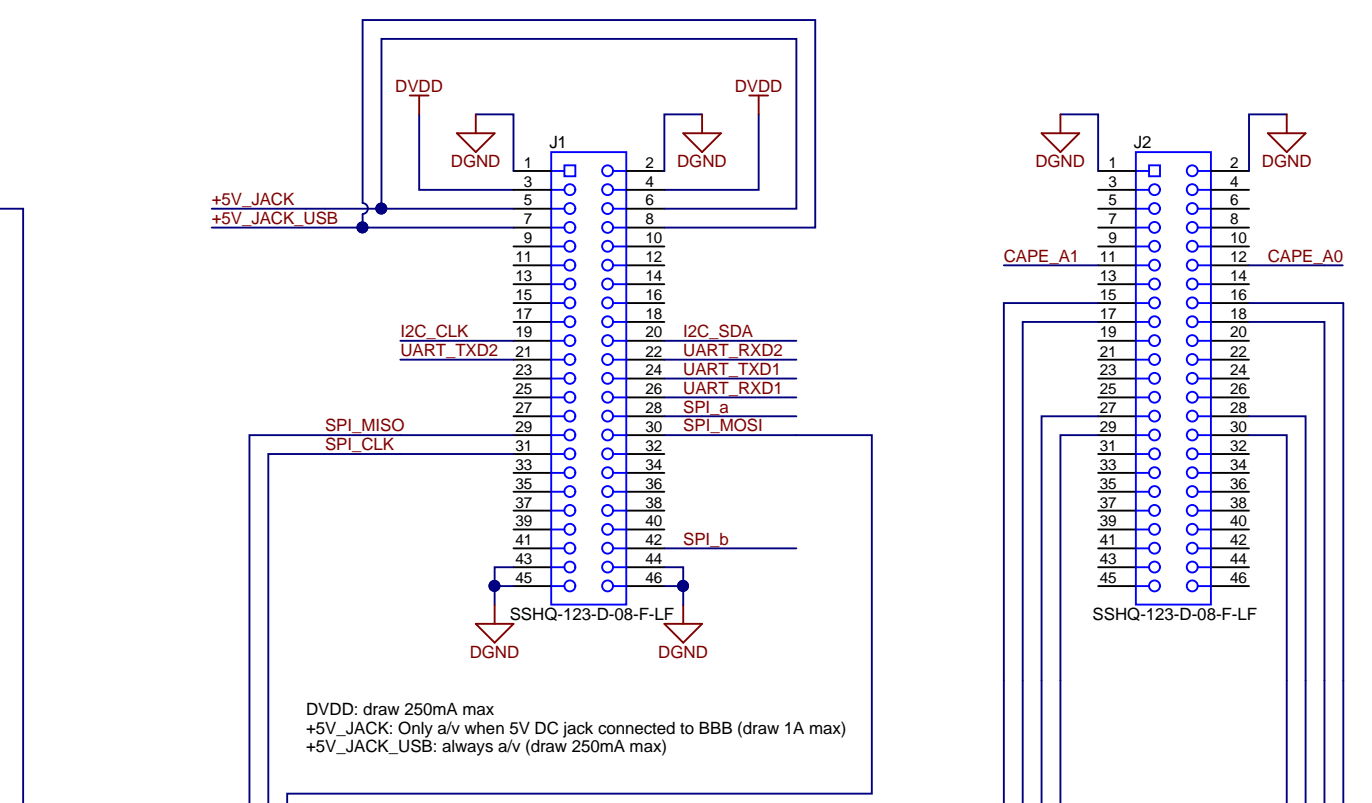 DVDD DVDD
J1 J2
DGND DGND DGND DGND
1 2 1 2
3 4 3 4
+5V_JACK 5 6 5 6
+5V_JACK_USB 7 8 7 8
9 10 9 10
11 12 CAPE_A1 11 12 CAPE_A0
13 14 13 14
15 16 15 16
17 18 17 18
I2C_CLK 19 20 I2C_SDA 19 20
UART_TXD2 21 22 UART_RXD2 21 22
23 24 UART_TXD1 23 24
25 26 UART_RXD1 25 26
27 28 SPI_a 27 28
SPI_MISO 29 30 SPI_MOSI 29 30
SPI_CLK 31 32 31 32
33 34 33 34
35 36 35 36
37 38 37 38
39 40 39 40
41 42 SPI_b 41 42
43 44 43 44
45 46 45 46
SSHQ-123-D-08-F-LF SSHQ-123-D-08-F-LF
DGND DGND
DVDD: draw 250mA max
+5V_JACK: Only a/v when 5V DC jack connected to BBB (draw 1A max)
+5V_JACK_USB: always a/v (draw 250mA max)